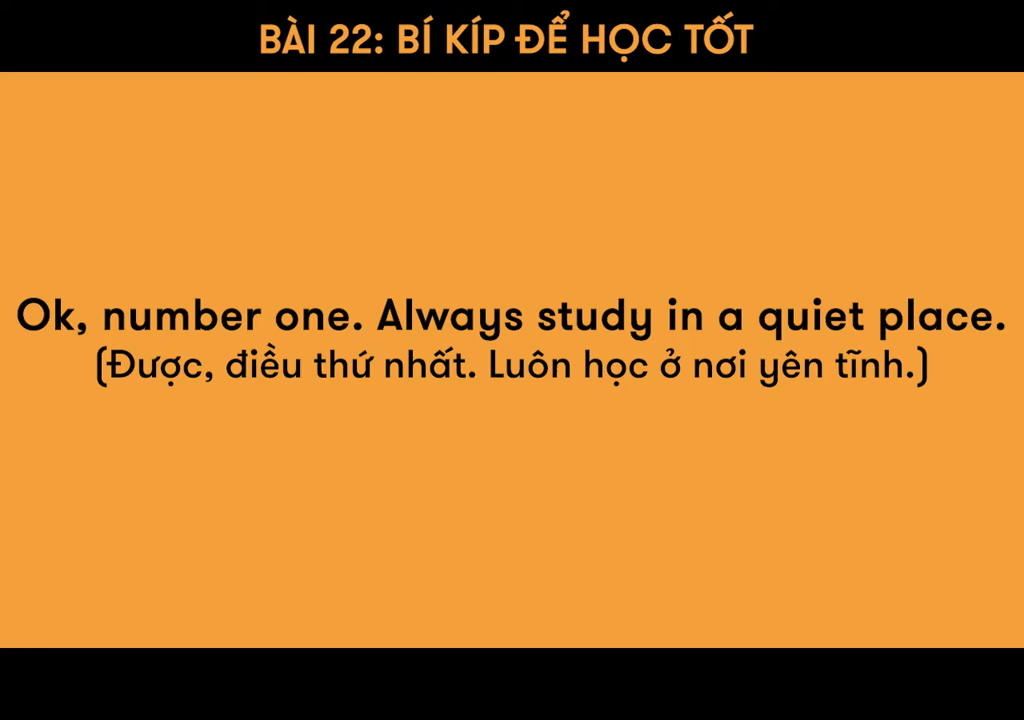 BÀI 22: BÍ KÍP ĐỂ HỌC TỐT
Ok, number one. Always study in a quiet place.
(Được, điều thứ nhất. Luôn học ở nơi yên tĩnh.)